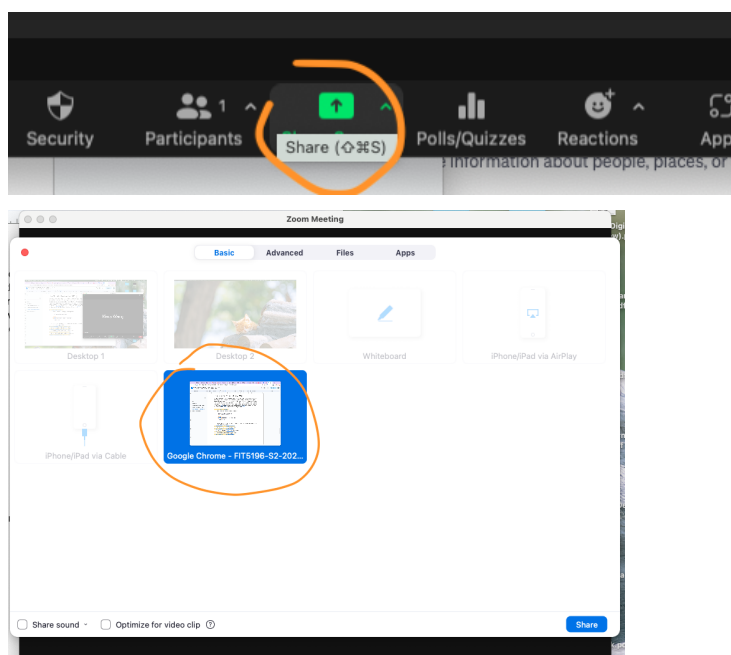 1
Security
Participants
Share (⇧⌘S)
Polls/Quizzes
Reactions
App
e information about people, places, or
Zoom Meeting
Basic
Advanced
Files
Apps
Desktop 1
Desktop 2
Whiteboard
iPhone/iPad via AirPlay
iPhone/iPad via Cable
Google Chrome - FIT5196-S2-202...
Share sound
Optimize for video clip
Share